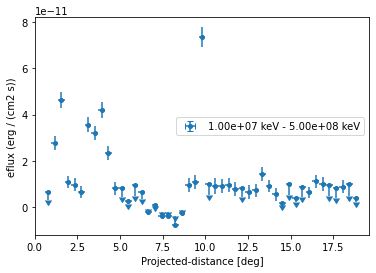 1e−11
8
6
4
2
0
eflux (erg / (cm2 s))
1.00e+07 keV - 5.00e+08 keV
0.0 2.5 5.0 7.5 10.0 12.5 15.0 17.5
Projected-distance [deg]